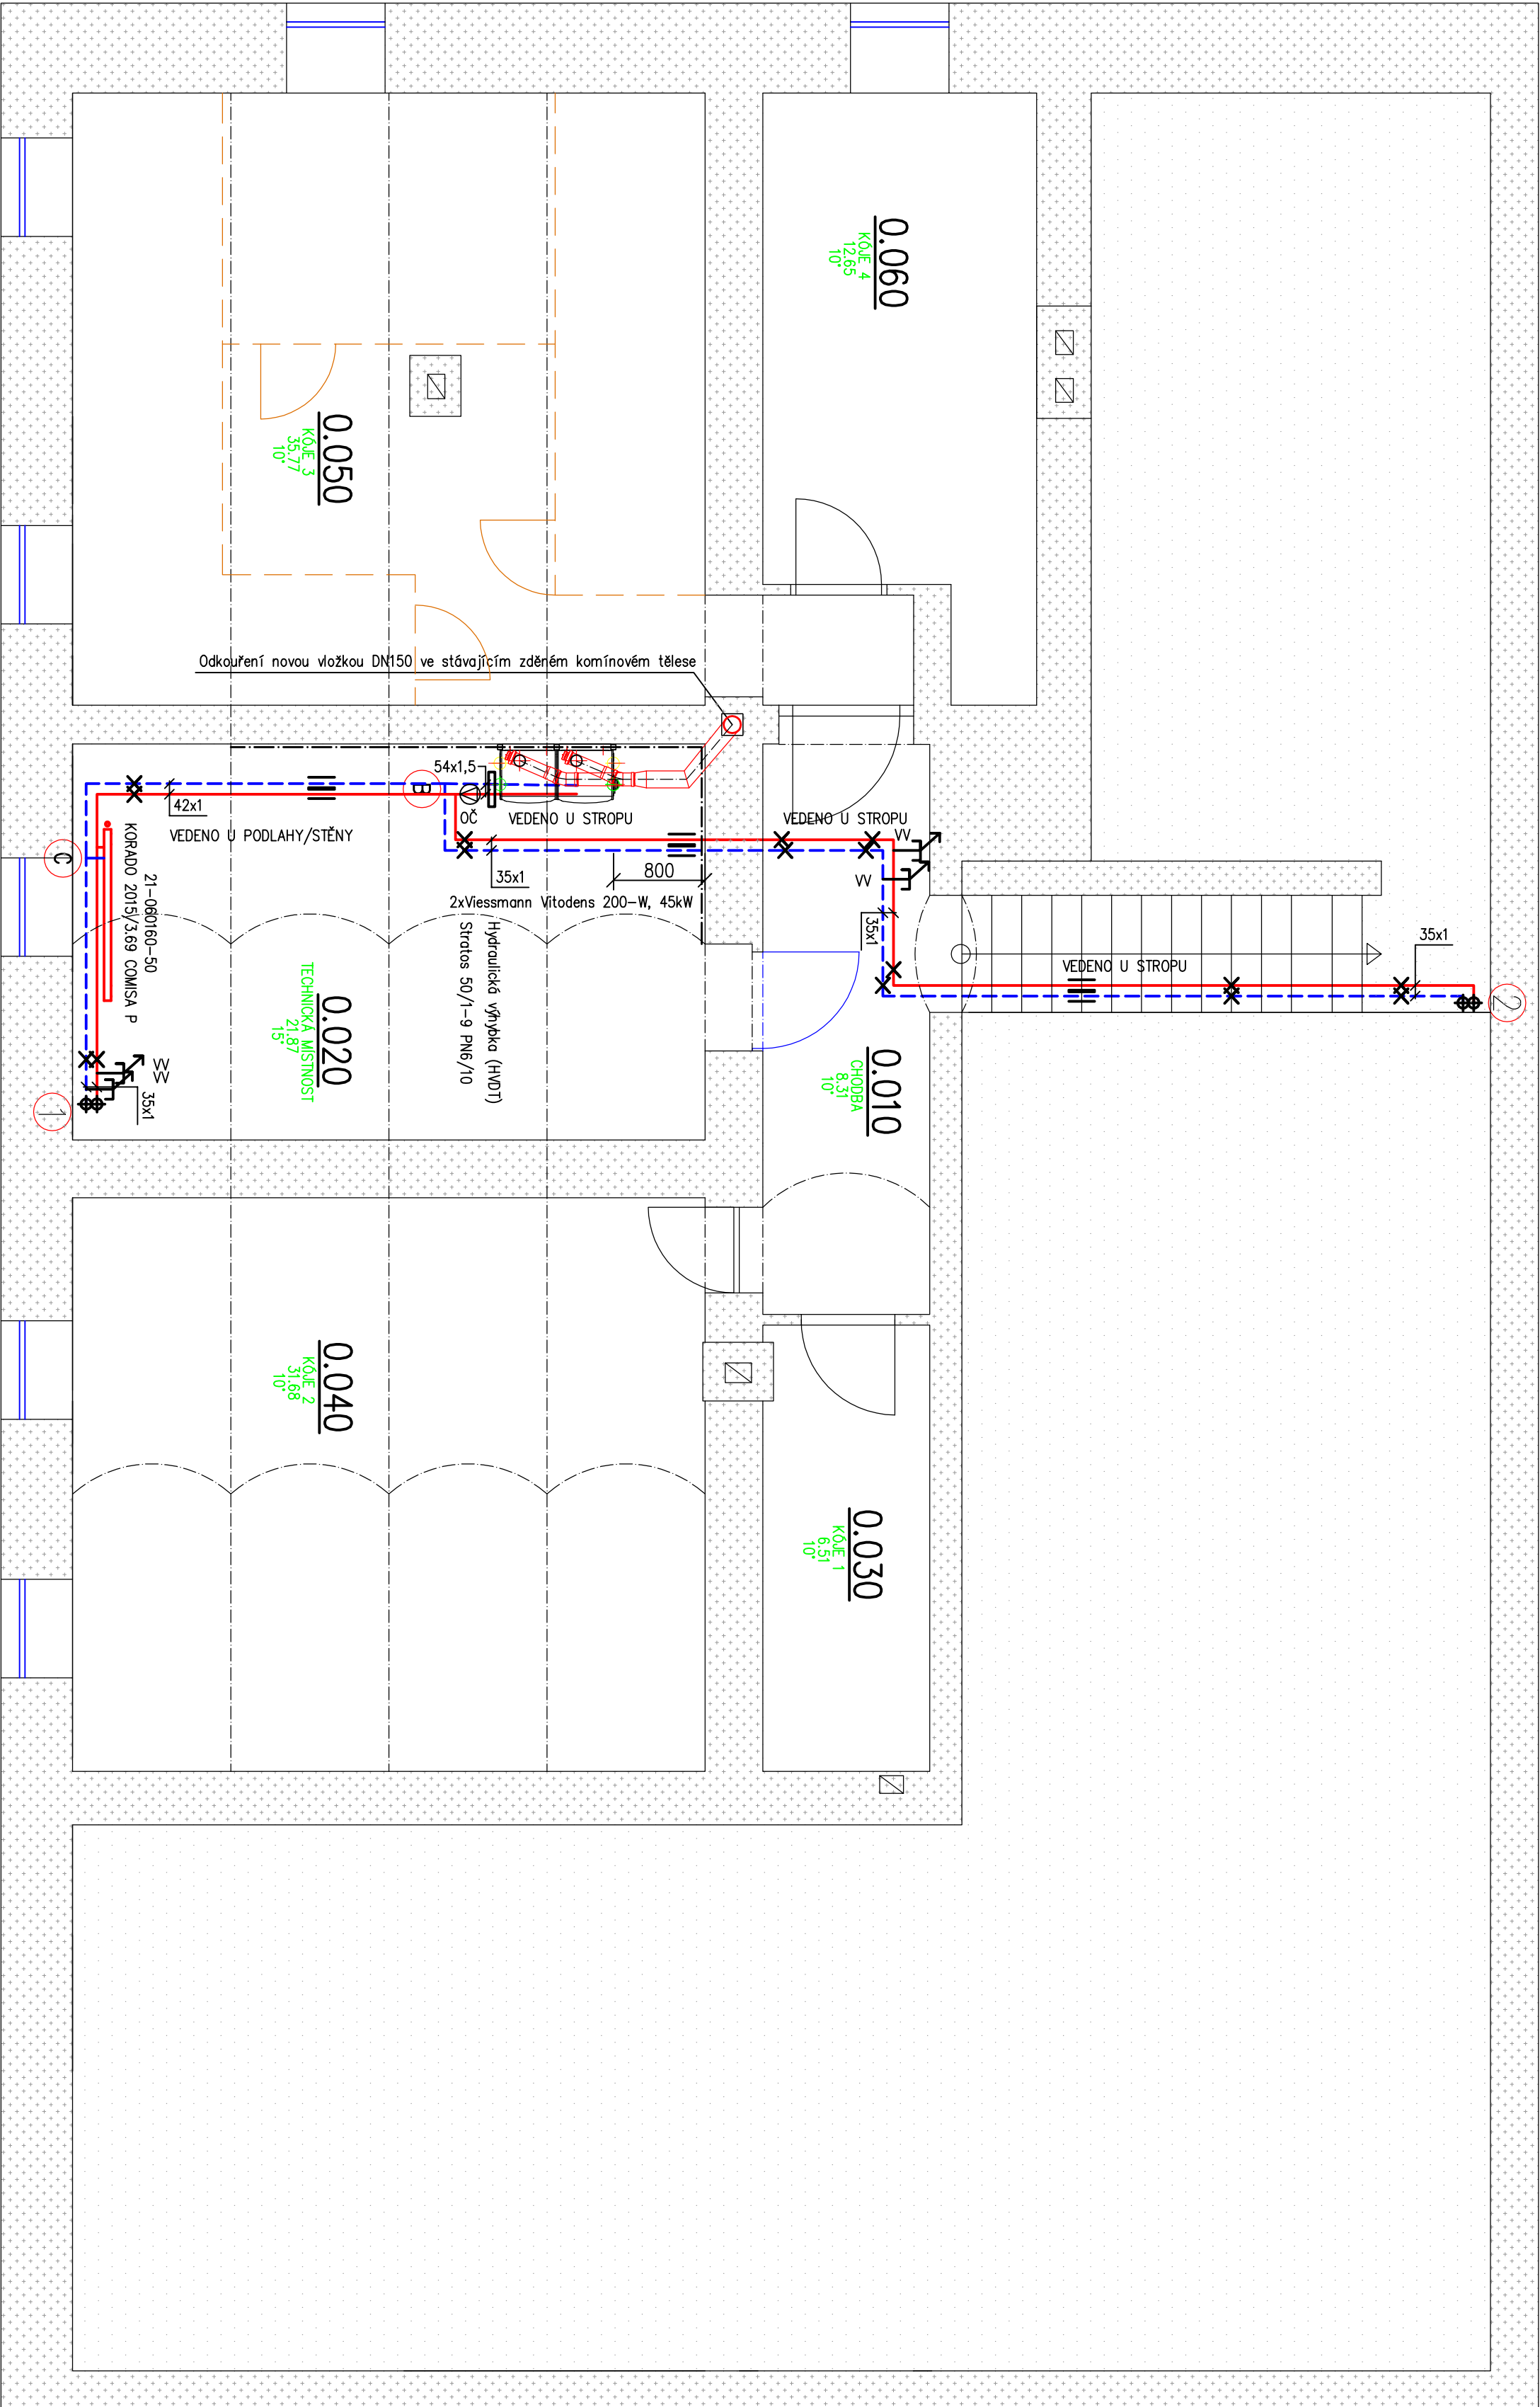 0.060
KÓJE 4
12.65
10°
0.050
KÓJE 3
35.77
10°
Odkouření novou vložkou DN150 ve stávajícím zděném komínovém tělese
54x1,5
B
OČ
VEDENO U STROPU
VEDENO U STROPU
VV
VV
42x1
VEDENO U PODLAHY/STĚNY
35x1
800
2xViessmann Vitodens 200-W, 45kW
Hydraulická výhybka (HVDT)
Stratos 50/1-9 PN6/10
35x1
VEDENO U STROPU
35x1
2
C
21-060160-50
KORADO 2015/3.69 COMISA P
0.020
TECHNICKÁ MÍSTNOST
21.87
15°
0.010
CHODBA
8.31
10°
VV
VV
35x1
1
0.040
KÓJE 2
31.68
10°
0.030
KÓJE 1
6.51
10°